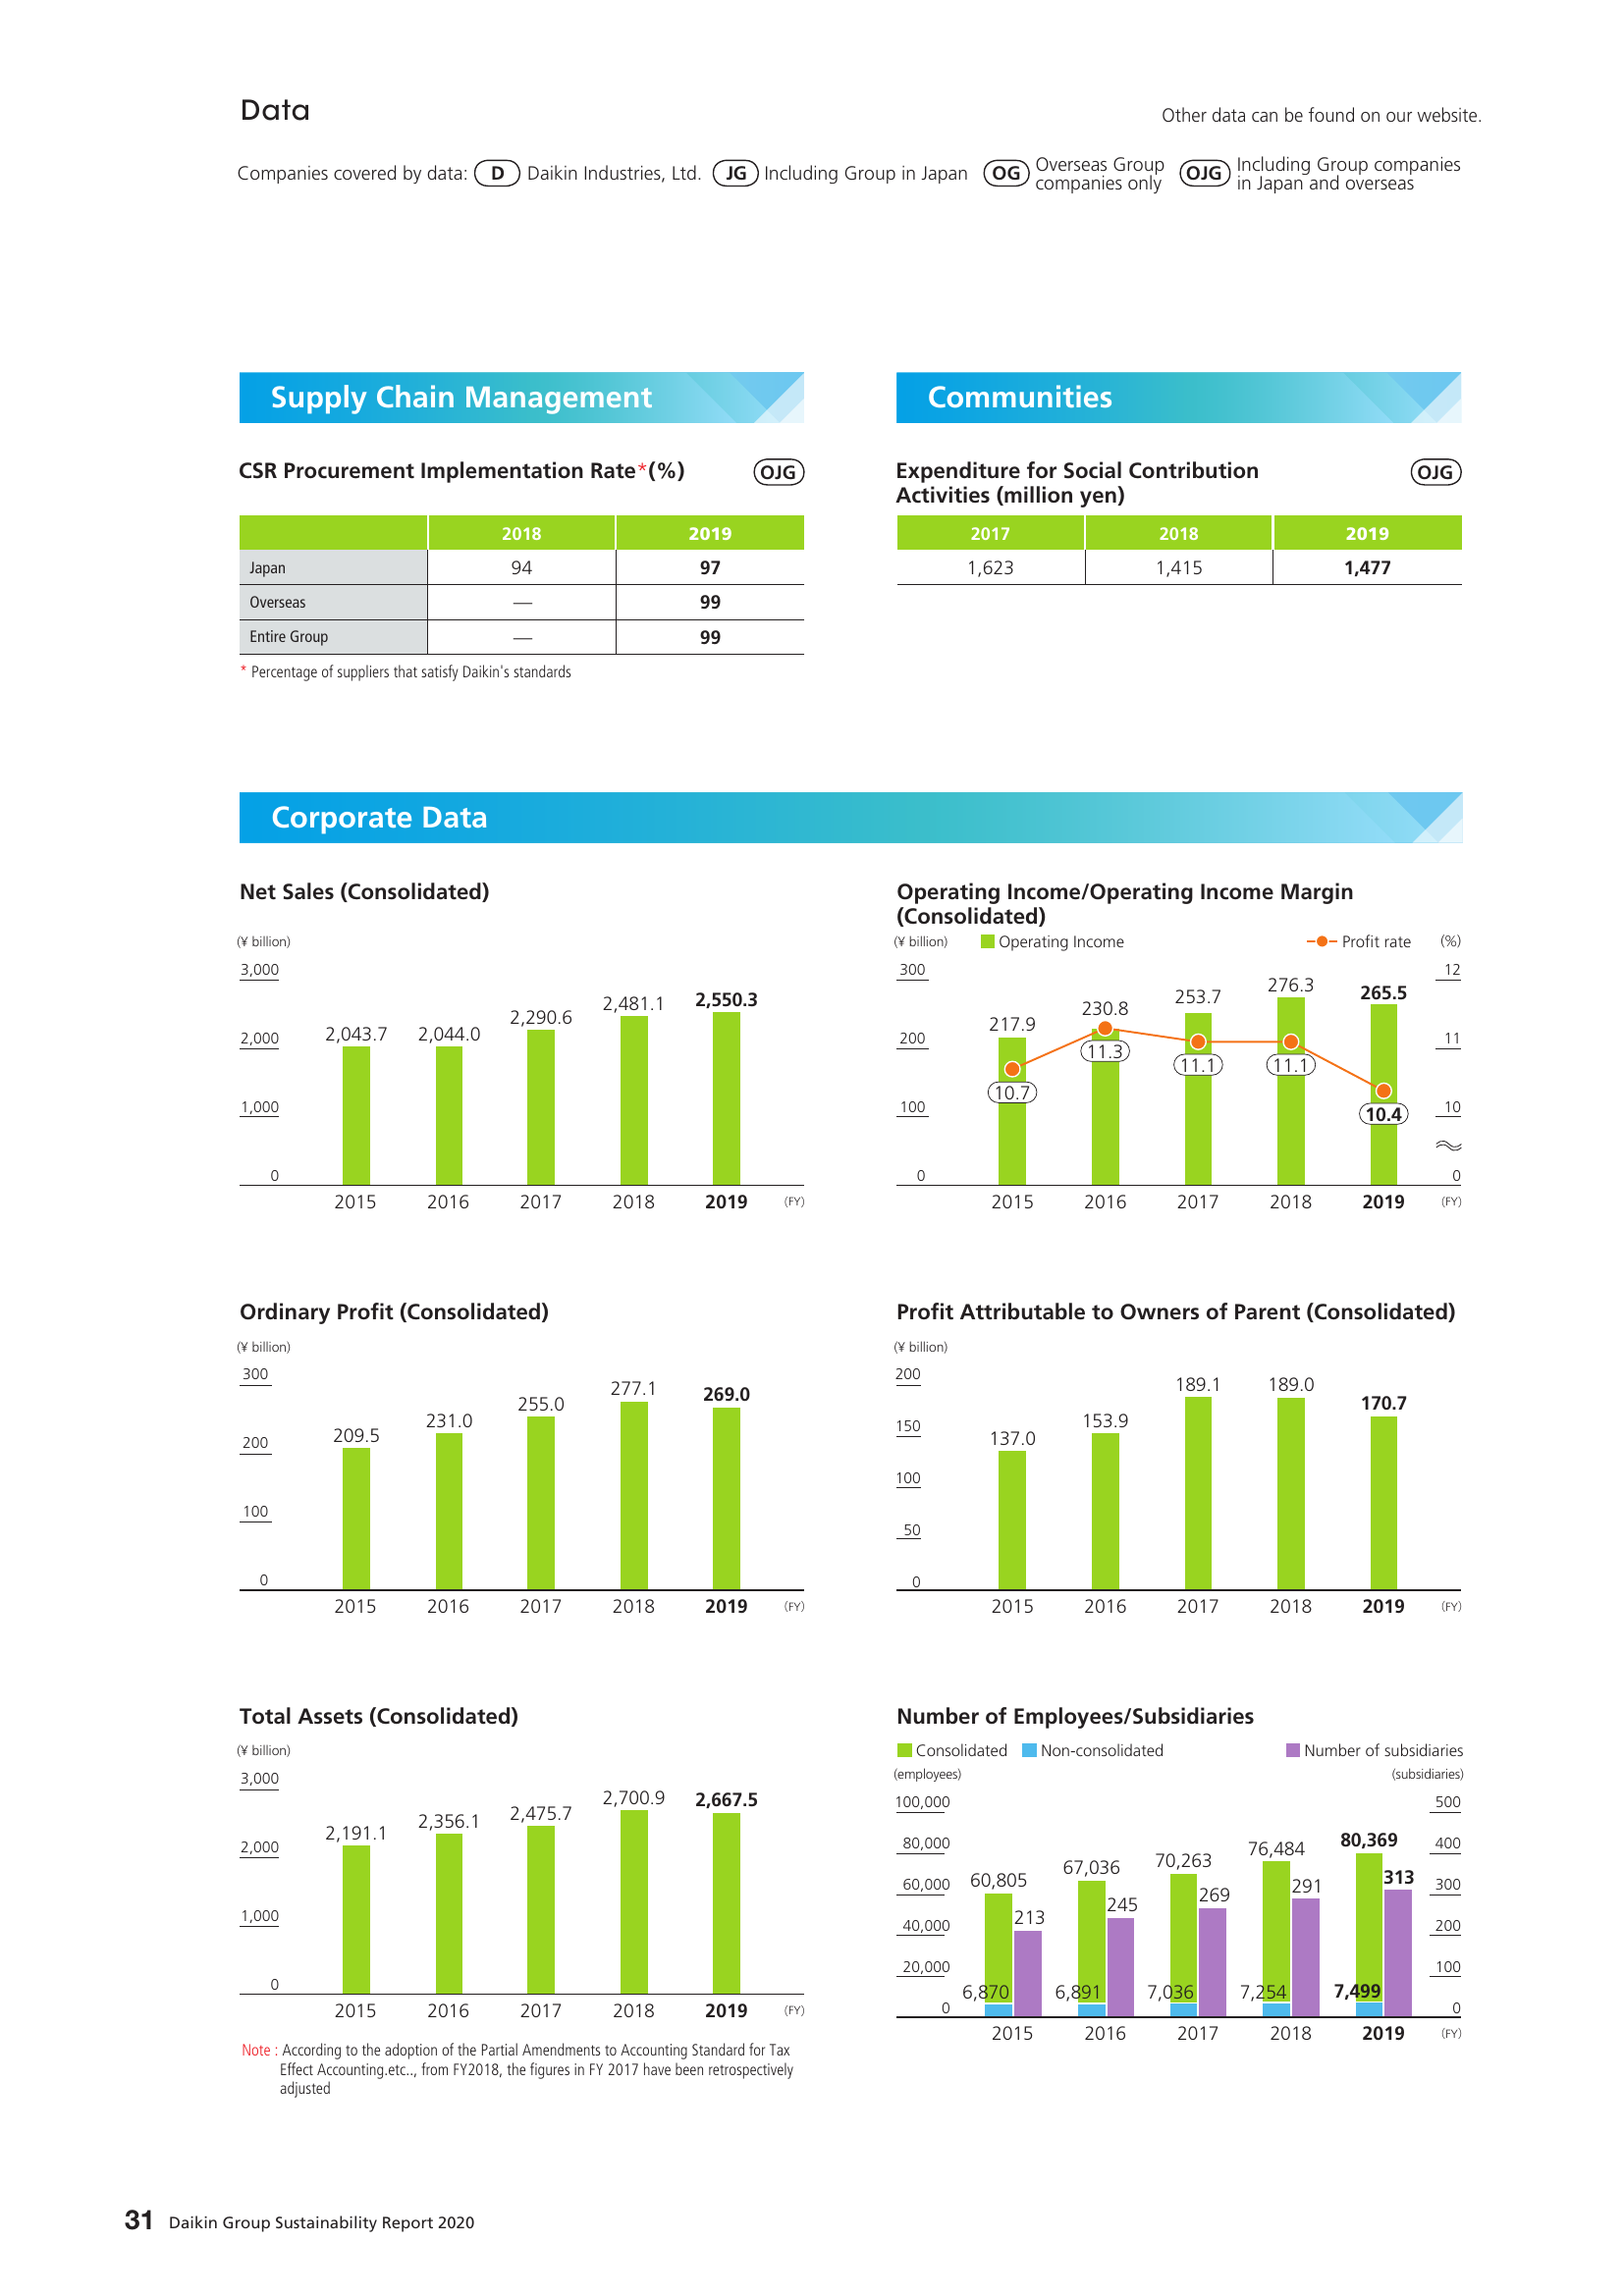 Data
Other data can be found on our website.
Companies covered by data: D Daikin Industries, Ltd. JG Including Group in Japan OG Overseas Group companies only OJG Including Group companies in Japan and overseas
Supply Chain Management
CSR Procurement Implementation Rate*(%) OJG
2018 2019
Japan 94 97
Overseas — 99
Entire Group — 99
* Percentage of suppliers that satisfy Daikin's standards
Communities
Expenditure for Social Contribution
Activities (million yen) OJG
2017 2018 2019
1,623 1,415 1,477
Corporate Data
Net Sales (Consolidated)
(¥ billion)
3,000
2,000
1,000
0
2,043.7 2,044.0 2,290.6 2,481.1 2,550.3
2015 2016 2017 2018 2019 (FY)
Operating Income/Operating Income Margin
(Consolidated)
(¥ billion) Operating Income Profit rate (%)
300 12
200 11
100 10
0 0
217.9 230.8 253.7 276.3 265.5
10.7 11.3 11.1 11.1 10.4
2015 2016 2017 2018 2019 (FY)
Ordinary Profit (Consolidated)
(¥ billion)
300
200
100
0
209.5 231.0 255.0 277.1 269.0
2015 2016 2017 2018 2019 (FY)
Profit Attributable to Owners of Parent (Consolidated)
(¥ billion)
200
150
100
50
0
137.0 153.9 189.1 189.0 170.7
2015 2016 2017 2018 2019 (FY)
Total Assets (Consolidated)
(¥ billion)
3,000
2,000
1,000
0
2,191.1 2,356.1 2,475.7 2,700.9 2,667.5
2015 2016 2017 2018 2019 (FY)
Note : According to the adoption of the Partial Amendments to Accounting Standard for Tax
Effect Accounting.etc.., from FY2018, the figures in FY 2017 have been retrospectively
adjusted
Number of Employees/Subsidiaries
Consolidated Non-consolidated Number of subsidiaries
(employees) (subsidiaries)
100,000 500
80,000 400
60,000 300
40,000 200
20,000 100
0 0
60,805 67,036 70,263 76,484 80,369
213 245 269 291 313
6,870 6,891 7,036 7,254 7,499
2015 2016 2017 2018 2019 (FY)
31 Daikin Group Sustainability Report 2020